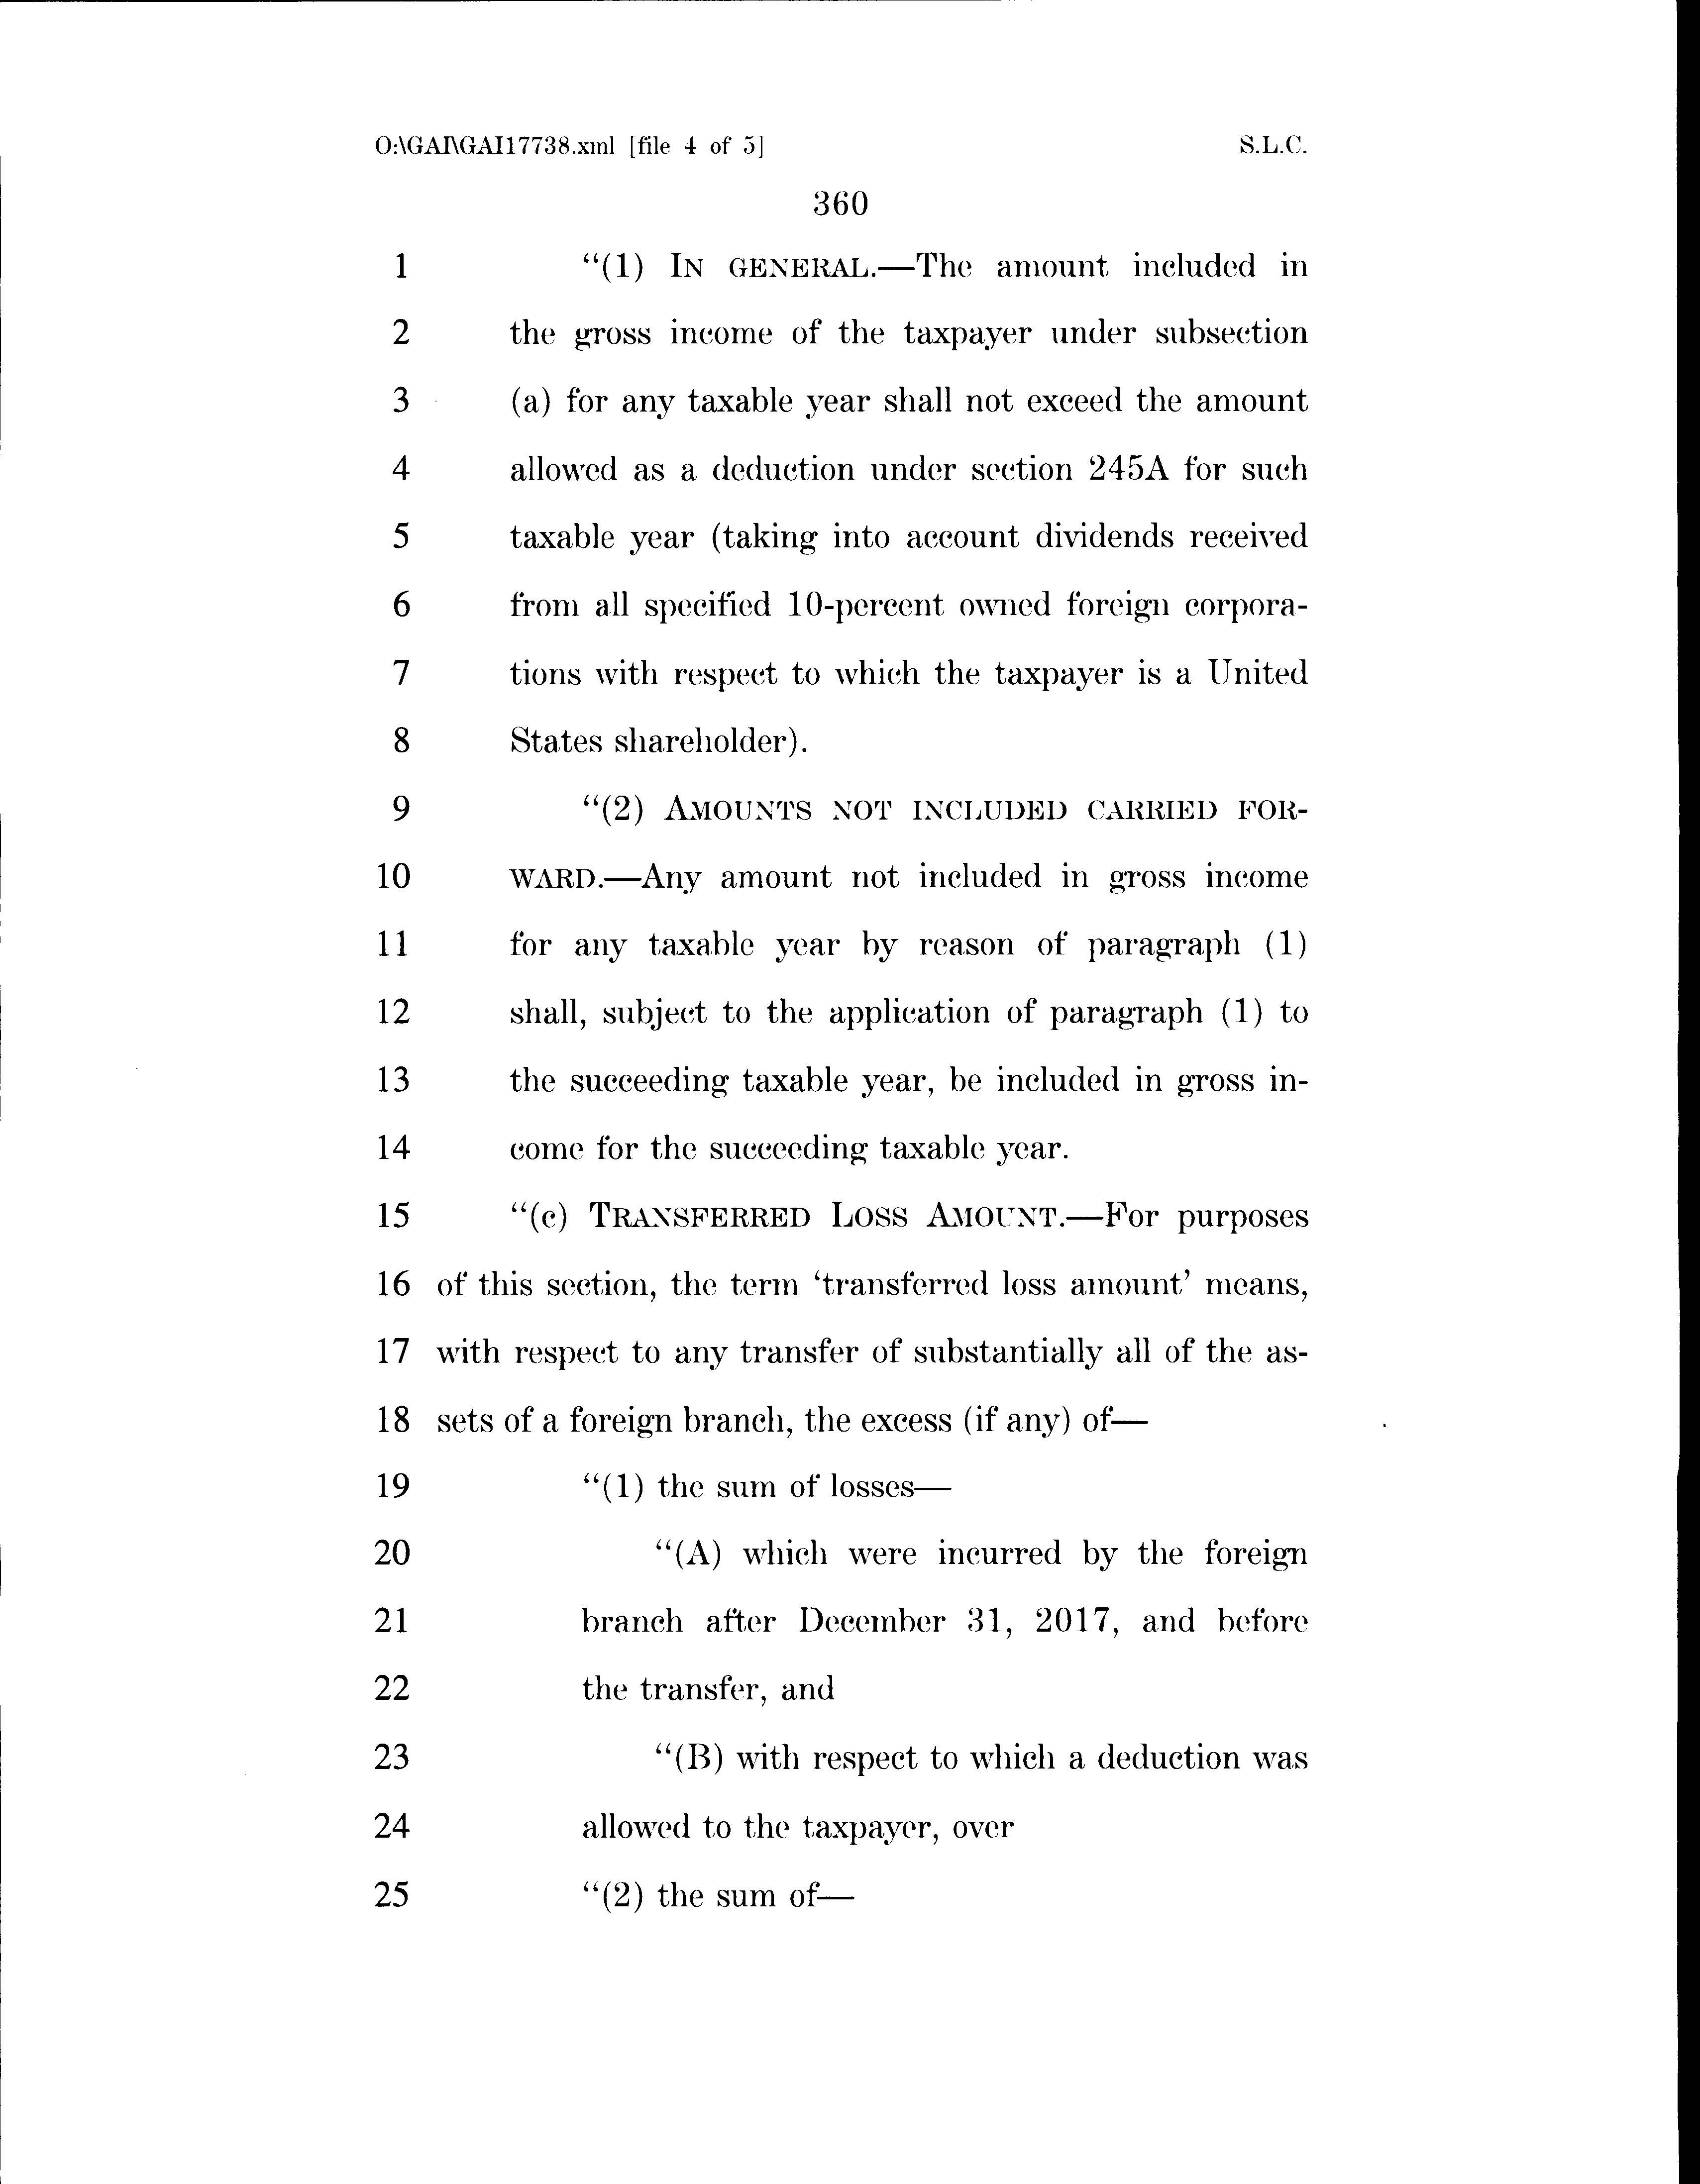 O:\GAI\GAI17738.xml [file 4 of 5] S.L.C.
360
1 “(1) IN GENERAL.—The amount included in
2 the gross income of the taxpayer under subsection
3 (a) for any taxable year shall not exceed the amount
4 allowed as a deduction under section 245A for such
5 taxable year (taking into account dividends received
6 from all specified 10-percent owned foreign corpora-
7 tions with respect to which the taxpayer is a United
8 States shareholder).
9 “(2) AMOUNTS NOT INCLUDED CARRIED FOR-
10 WARD.—Any amount not included in gross income
11 for any taxable year by reason of paragraph (1)
12 shall, subject to the application of paragraph (1) to
13 the succeeding taxable year, be included in gross in-
14 come for the succeeding taxable year.
15 “(c) TRANSFERRED LOSS AMOUNT.—For purposes
16 of this section, the term ‘transferred loss amount’ means,
17 with respect to any transfer of substantially all of the as-
18 sets of a foreign branch, the excess (if any) of—
19 “(1) the sum of losses—
20 “(A) which were incurred by the foreign
21 branch after December 31, 2017, and before
22 the transfer, and
23 “(B) with respect to which a deduction was
24 allowed to the taxpayer, over
25 “(2) the sum of—